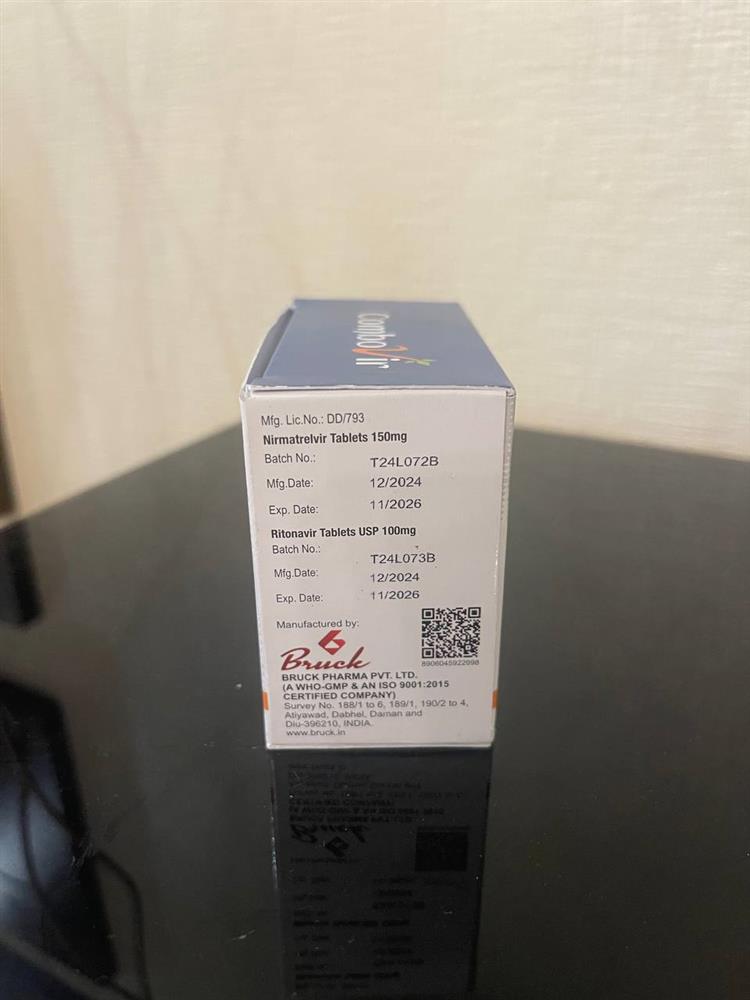 ComboVir
Mfg. Lic.No.: DD/793
Nirmatrelvir Tablets 150mg
Batch No.: T24L072B
Mfg.Date: 12/2024
Exp. Date: 11/2026
Ritonavir Tablets USP 100mg
Batch No.: T24L073B
Mfg.Date: 12/2024
Exp. Date: 11/2026
Manufactured by:
Bruck
8906045922098
BRUCK PHARMA PVT. LTD.
(A WHO-GMP & AN ISO 9001:2015
CERTIFIED COMPANY)
Survey No. 188/1 to 6, 189/1, 190/2 to 4,
Atiyawad, Dabhel, Daman and
Diu-396210, INDIA.
www.bruck.in